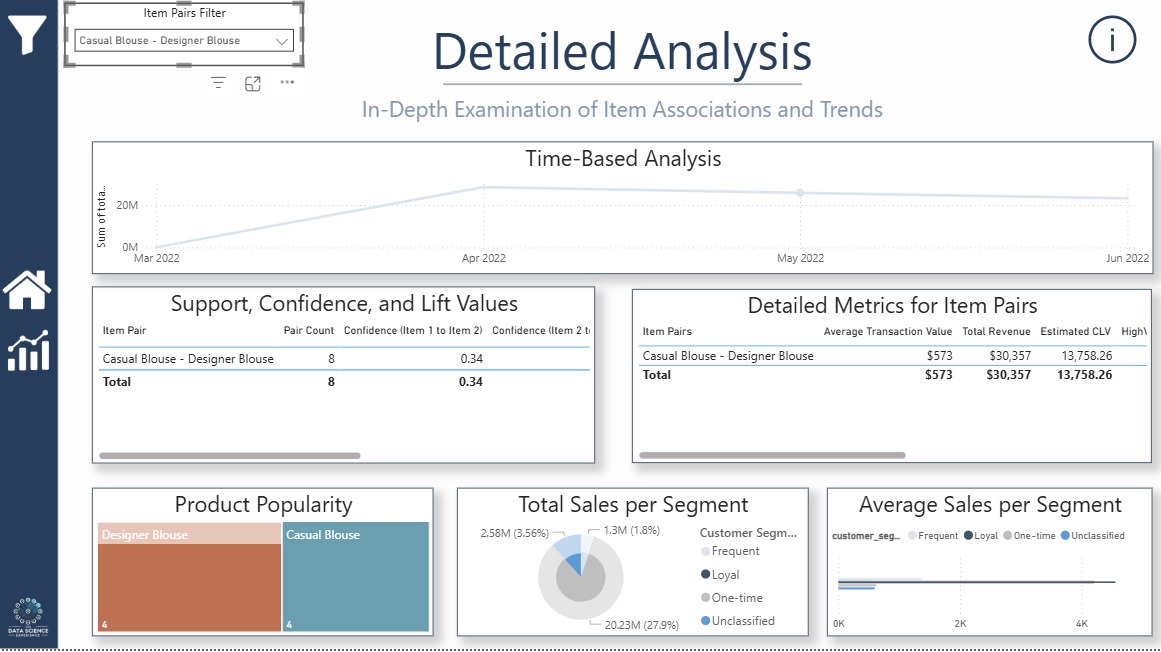 Item Pairs Filter
Casual Blouse - Designer Blouse
Detailed Analysis
i
In-Depth Examination of Item Associations and Trends
Time-Based Analysis
Sum of tota...
20M
0M
Mar 2022
Apr 2022
May 2022
Jun 2022
Support, Confidence, and Lift Values
Item Pair Pair Count Confidence (Item 1 to Item 2) Confidence (Item 2 t
Casual Blouse - Designer Blouse 8 0.34
Total 8 0.34
Detailed Metrics for Item Pairs
Item Pairs Average Transaction Value Total Revenue Estimated CLV High
Casual Blouse - Designer Blouse $573 $30,357 13,758.26
Total $573 $30,357 13,758.26
Product Popularity
Designer Blouse
4
Casual Blouse
4
Total Sales per Segment
2.58M (3.56%)
1.3M (1.8%)
20.23M (27.9%)
Customer Segm...
Frequent
Loyal
One-time
Unclassified
Average Sales per Segment
customer_seg... Frequent Loyal One-time Unclassified
0K 2K 4K
DATA SCIENCE
EXPERIENCE